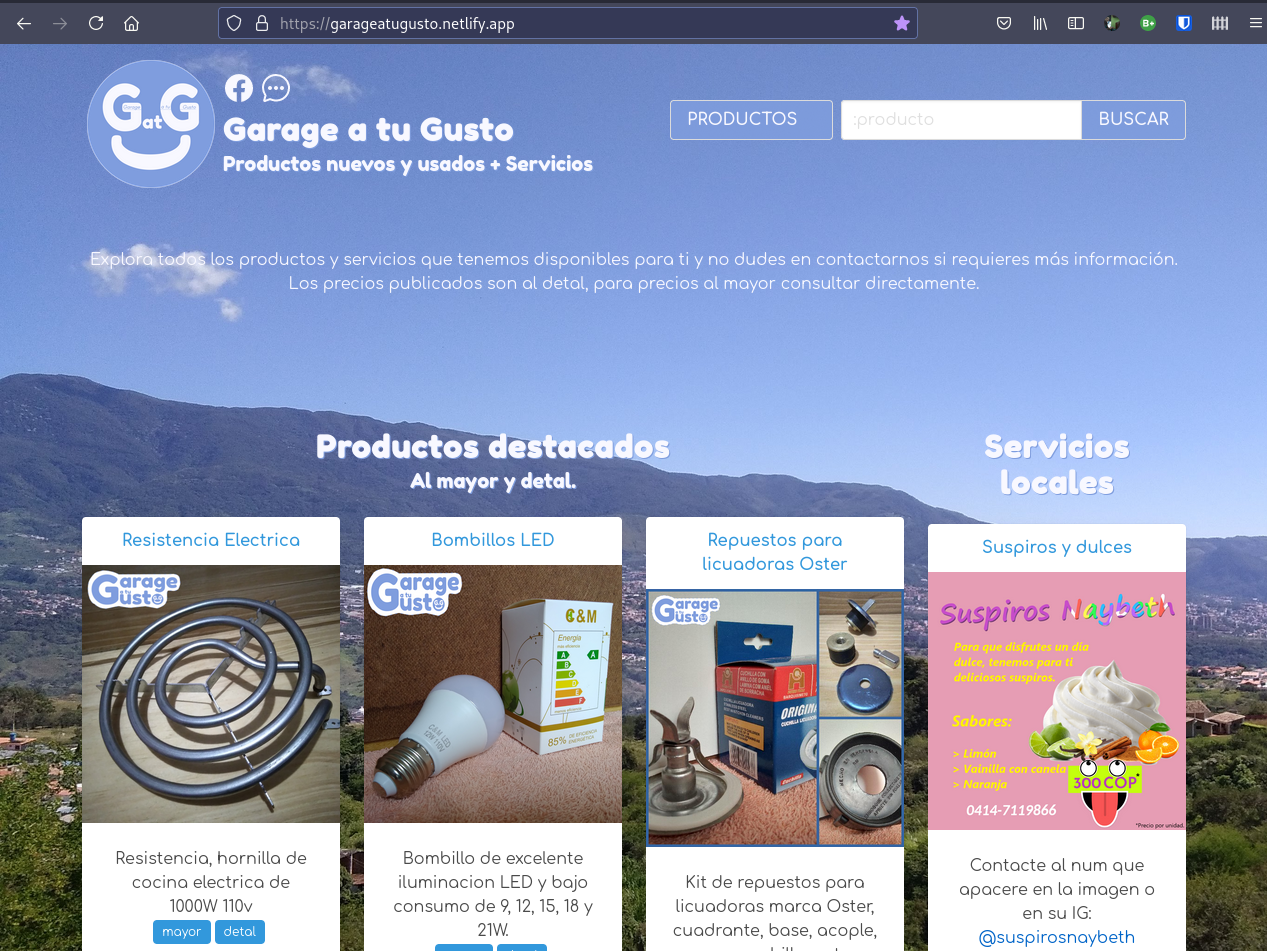 https://garageatugusto.netlify.app
GatG
Garage a tu Gusto
Productos nuevos y usados + Servicios
PRODUCTOS
:producto
BUSCAR
Explora todos los productos y servicios que tenemos disponibles para ti y no dudes en contactarnos si requieres más información.
Los precios publicados son al detal, para precios al mayor consultar directamente.
Productos destacados
Al mayor y detal.
Resistencia Electrica
Garage
Gusto
Resistencia, hornilla de
cocina electrica de
1000W 110v
mayor detal
Bombillos LED
Garage
Gusto
C&M
Energía
A
A
B
C
D
E
F
85%
C&M LED
12W 110V
Bombillo de excelente
iluminacion LED y bajo
consumo de 9, 12, 15, 18 y
21W.
Repuestos para
licuadoras Oster
Garage
Gusto
Kit de repuestos para
licuadoras marca Oster,
cuadrante, base, acople,
Servicios
locales
Suspiros y dulces
Suspiros Naybeth
Para que disfrutes un día
dulce, tenemos para ti
deliciosos suspiros.
Sabores:
> Limón
> Vainilla con canela
> Naranja
300 COP*
0414-7119866
*Precio por unidad.
Contacte al num que
apacere en la imagen o
en su IG:
@suspirosnaybeth